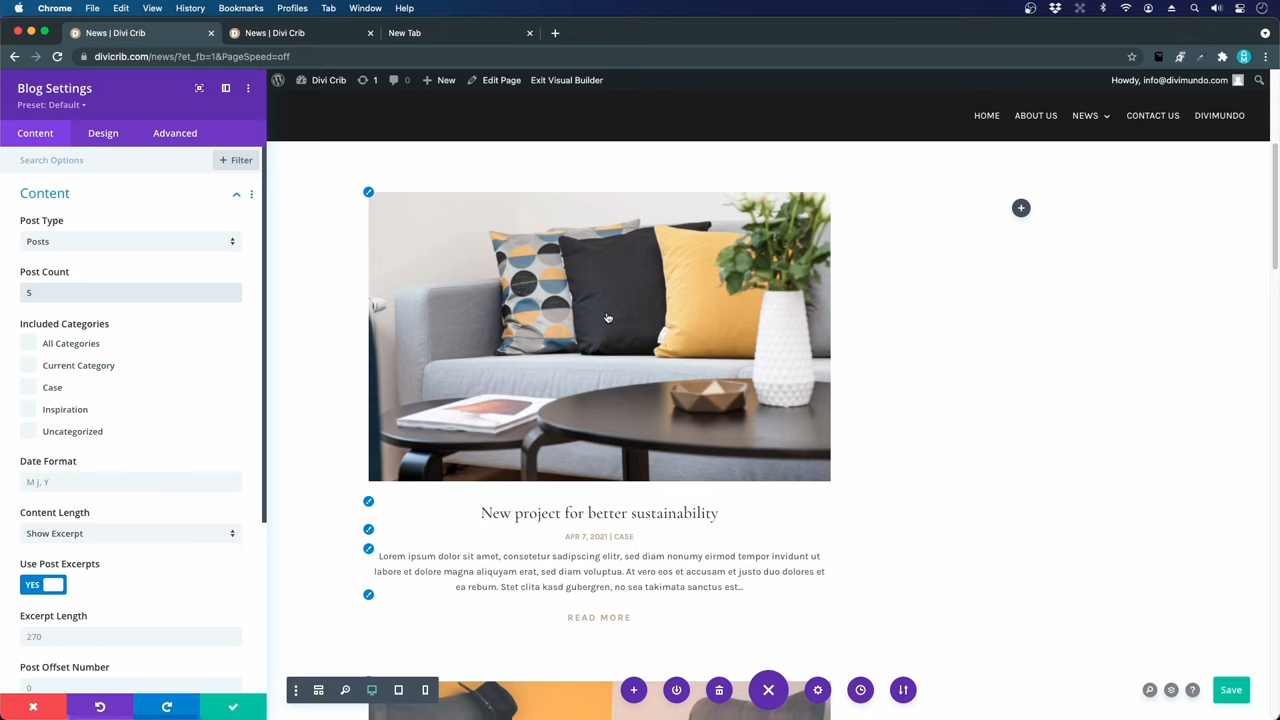 Chrome File Edit View History Bookmarks Profiles Tab Window Help
News | Divi Crib
News | Divi Crib
New Tab
divicrib.com/news/?et_fb=1&PageSpeed=off
Blog Settings
Preset: Default
Divi Crib 1 0 New Edit Page Exit Visual Builder Howdy, info@divimundo.com
HOME ABOUT US NEWS CONTACT US DIVIMUNDO
Content Design Advanced
Search Options
+ Filter
Content
Post Type
Posts
Post Count
5
Included Categories
All Categories
Current Category
Case
Inspiration
Uncategorized
Date Format
M j, Y
Content Length
Show Excerpt
Use Post Excerpts
YES
Excerpt Length
270
Post Offset Number
0
New project for better sustainability
APR 7, 2021 | CASE
Lorem ipsum dolor sit amet, consetetur sadipscing elitr, sed diam nonumy eirmod tempor invidunt ut
labore et dolore magna aliquyam erat, sed diam voluptua. At vero eos et accusam et justo duo dolores et
ea rebum. Stet clita kasd gubergren, no sea takimata sanctus est...
READ MORE
Save